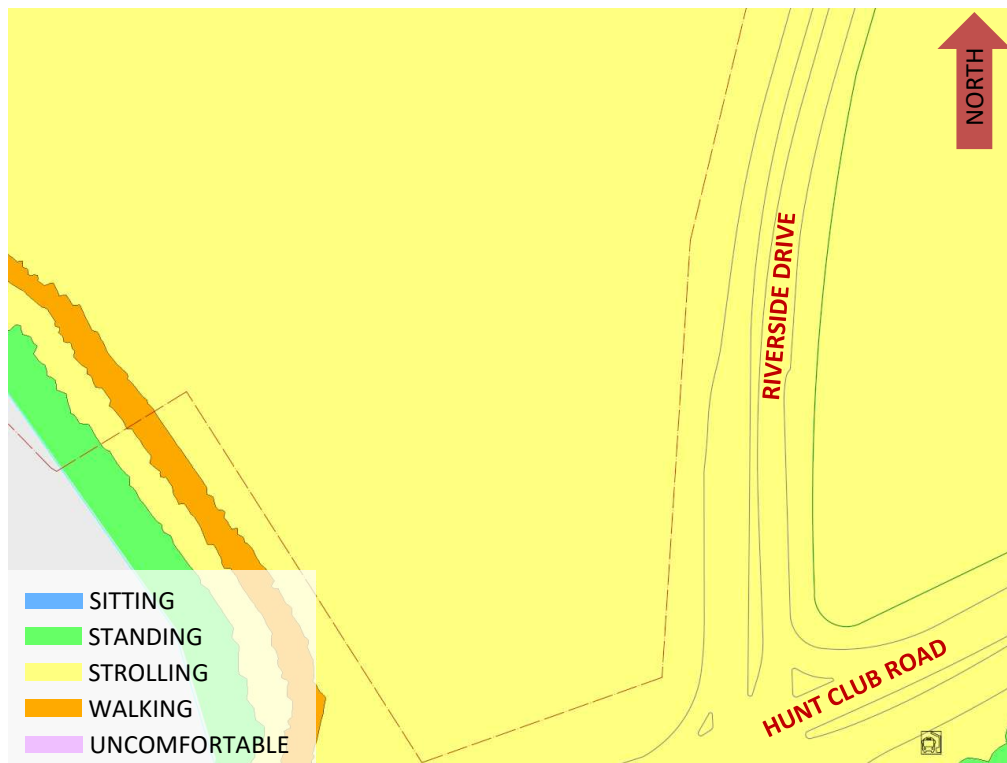 NORTH
RIVERSIDE DRIVE
HUNT CLUB ROAD
SITTING
STANDING
STROLLING
WALKING
UNCOMFORTABLE